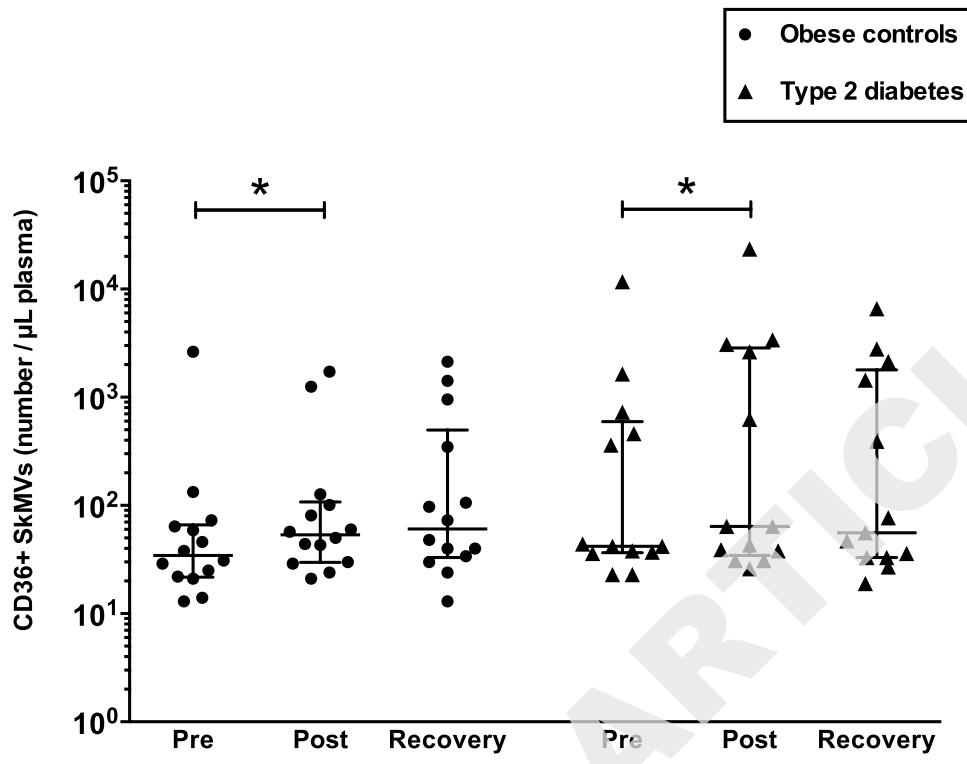 Obese controls
Type 2 diabetes
CD36+ SkMVs (number / µL plasma)
10⁵
10⁴
10³
10²
10¹
10⁰
*
*
Pre Post Recovery Pre Post Recovery
ARTICL